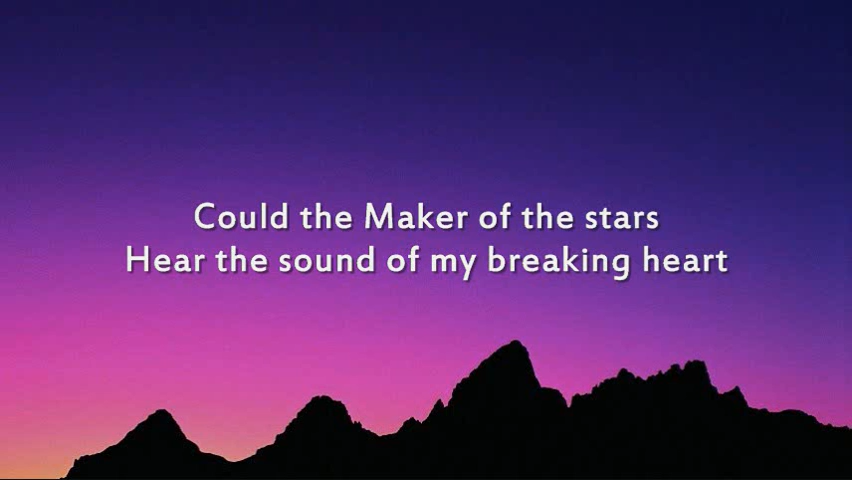 Could the Maker of the stars
Hear the sound of my breaking heart